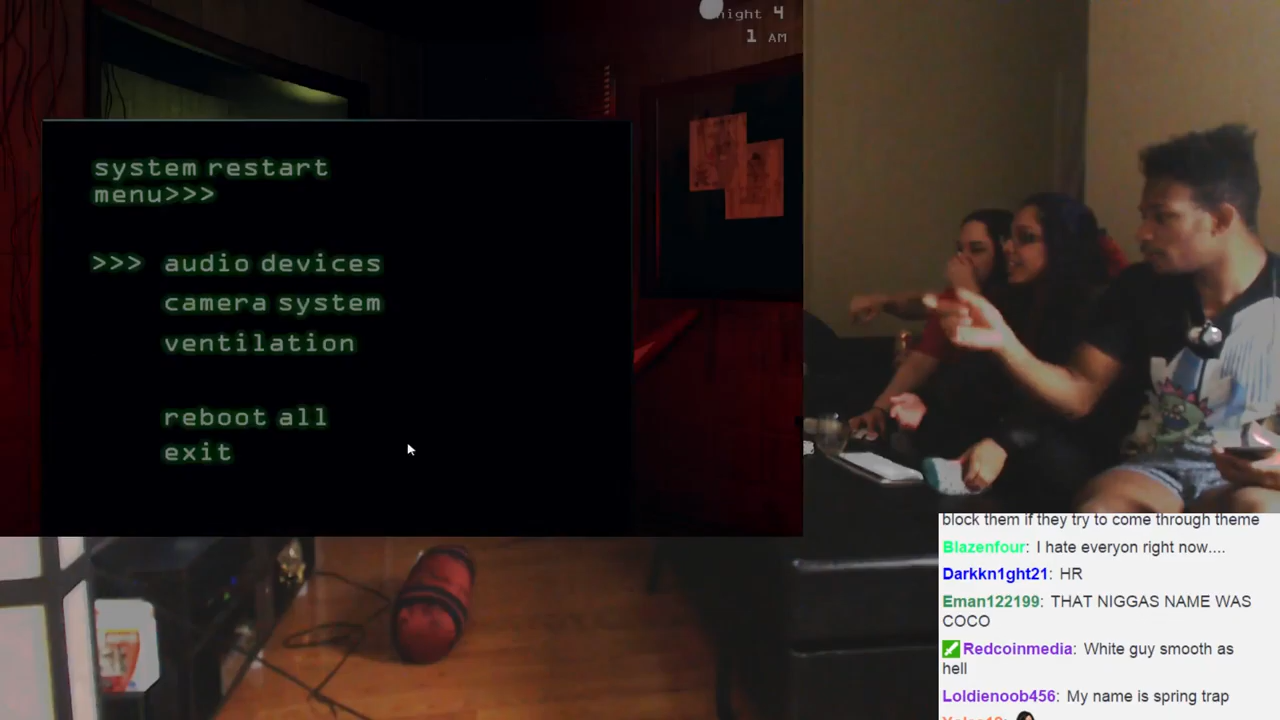 night 4
1 AM
system restart
menu>>>
>>> audio devices
camera system
ventilation
reboot all
exit
block them if they try to come through theme
Blazenfour: I hate everyon right now....
Darkkn1ght21: HR
Eman122199: THAT NIGGAS NAME WAS
COCO
Redcoinmedia: White guy smooth as
hell
Loldienoob456: My name is spring trap